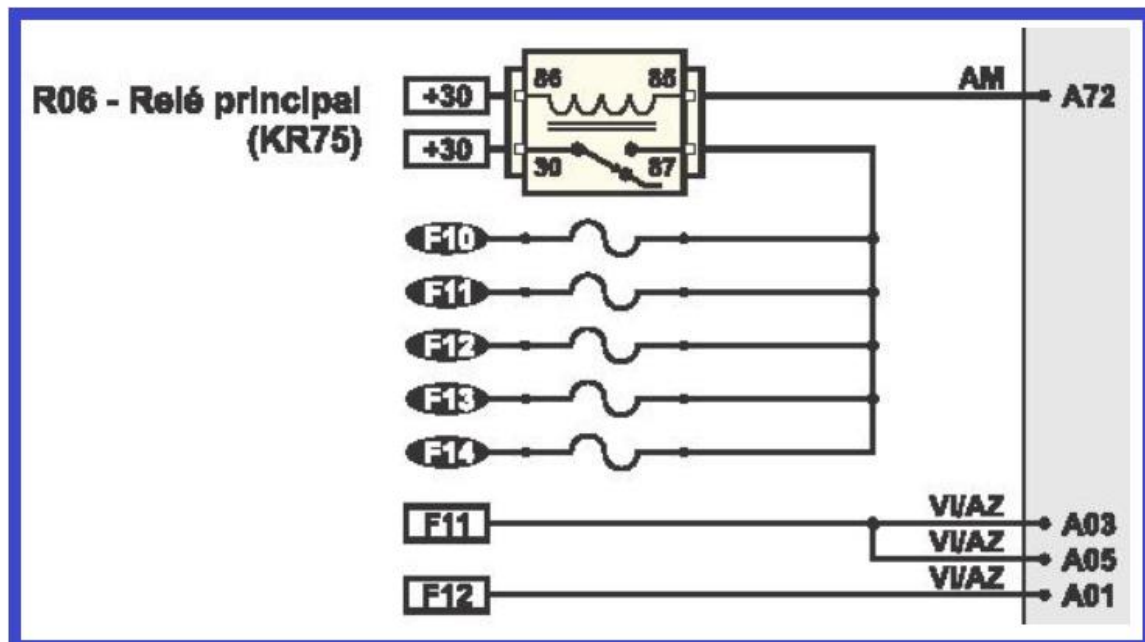 R06 - Relé principal
(KR75)
+30
86
85
AM
A72
+30
30
87
F10
F11
F12
F13
F14
F11
VI/AZ
A03
VI/AZ
A05
F12
VI/AZ
A01